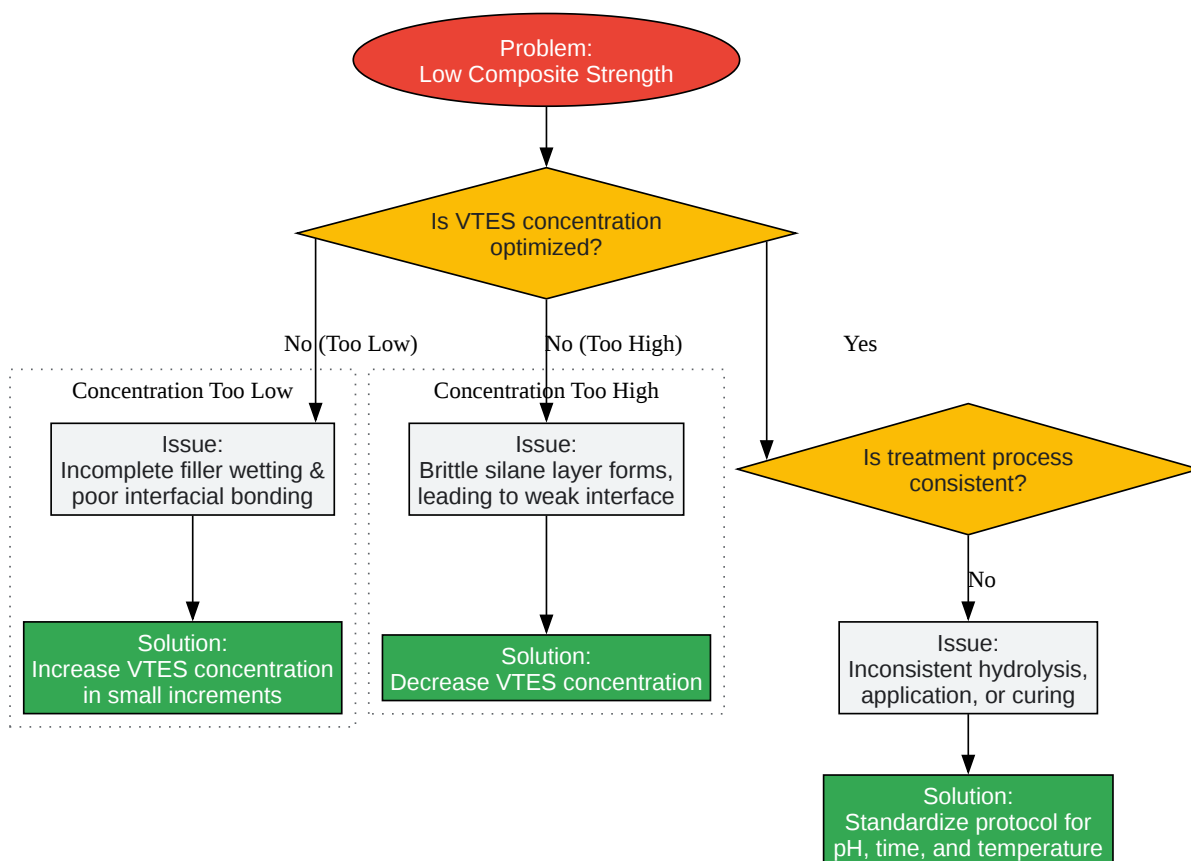 Problem:
Low Composite Strength
Is VTES concentration
optimized?
No (Too Low)
No (Too High)
Yes
Concentration Too Low
Concentration Too High
Issue:
Incomplete filler wetting &
poor interfacial bonding
Issue:
Brittle silane layer forms,
leading to weak interface
Is treatment process
consistent?
No
Solution:
Increase VTES concentration
in small increments
Solution:
Decrease VTES concentration
Issue:
Inconsistent hydrolysis,
application, or curing
Solution:
Standardize protocol for
pH, time, and temperature